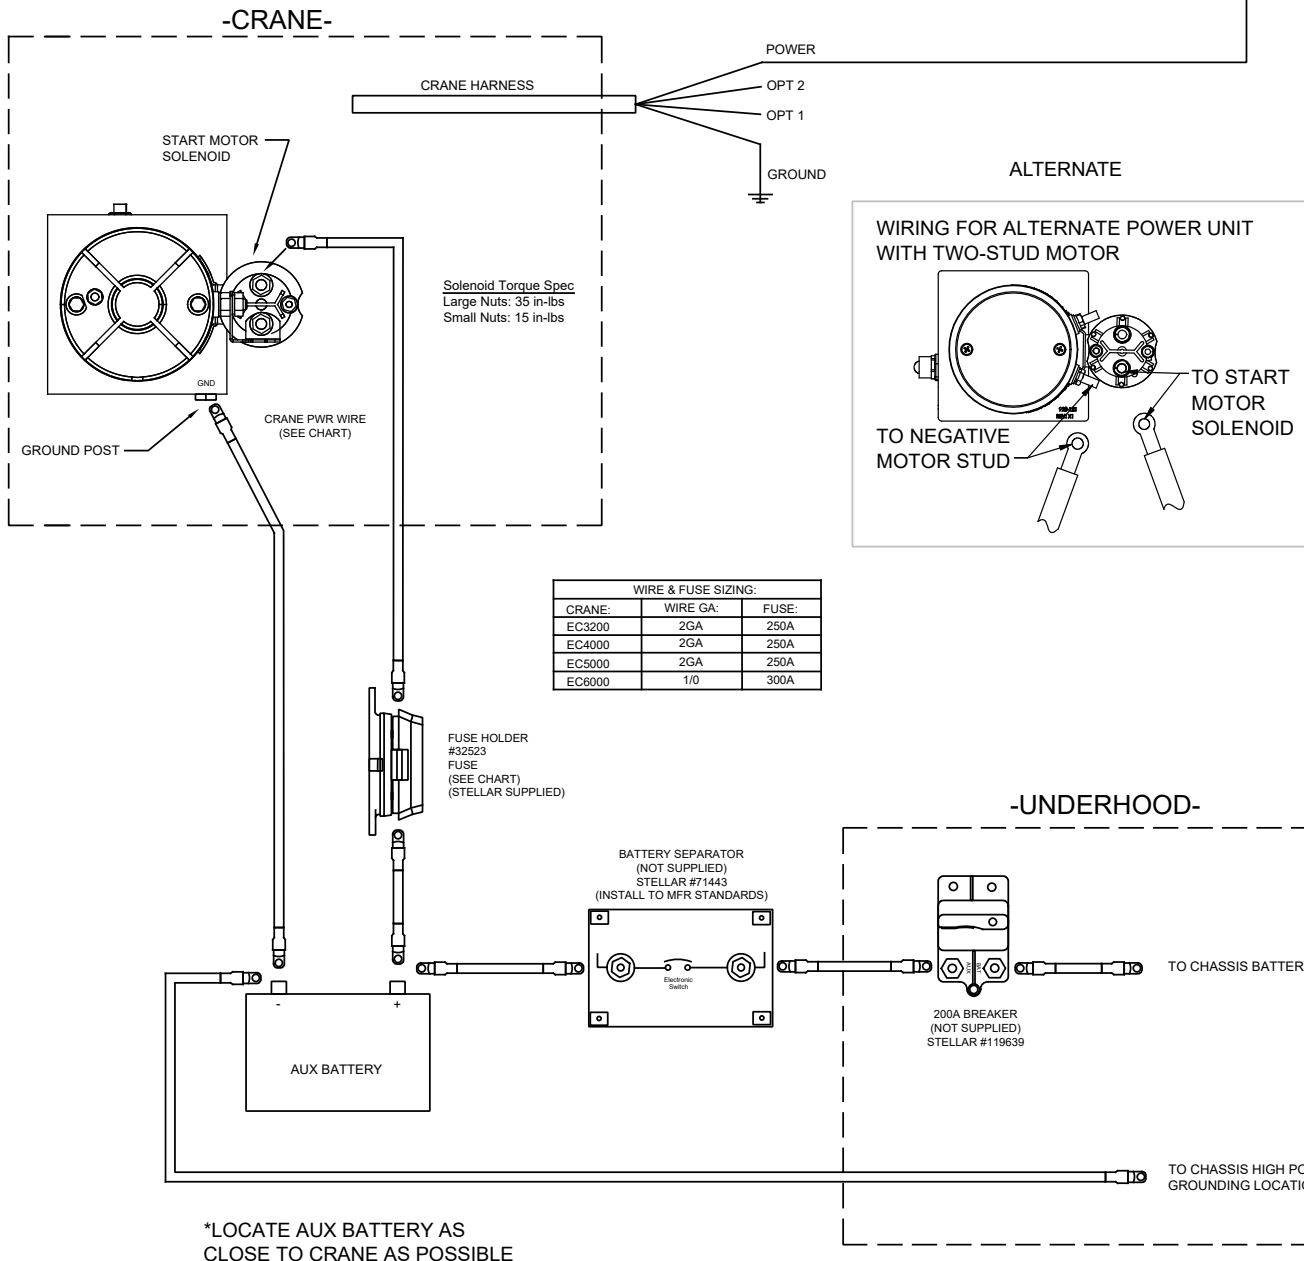 -CRANE-
POWER
CRANE HARNESS
OPT 2
OPT 1
START MOTOR
SOLENOID
GROUND
ALTERNATE
WIRING FOR ALTERNATE POWER UNIT
WITH TWO-STUD MOTOR
Solenoid Torque Spec
Large Nuts: 35 in-lbs
Small Nuts: 15 in-lbs
GND
CRANE PWR WIRE
(SEE CHART)
GROUND POST
TO START
MOTOR
SOLENOID
TO NEGATIVE
MOTOR STUD
WIRE & FUSE SIZING:
CRANE: WIRE GA: FUSE:
EC3200 2GA 250A
EC4000 2GA 250A
EC5000 2GA 250A
EC6000 1/0 300A
FUSE HOLDER
#32523
FUSE
(SEE CHART)
(STELLAR SUPPLIED)
-UNDERHOOD-
BATTERY SEPARATOR
(NOT SUPPLIED)
STELLAR #71443
(INSTALL TO MFR STANDARDS)
Electronic
Switch
AUX BAT
TO CHASSIS BATTER
200A BREAKER
(NOT SUPPLIED)
STELLAR #119639
- +
AUX BATTERY
TO CHASSIS HIGH PO
GROUNDING LOCATIO
*LOCATE AUX BATTERY AS
CLOSE TO CRANE AS POSSIBLE